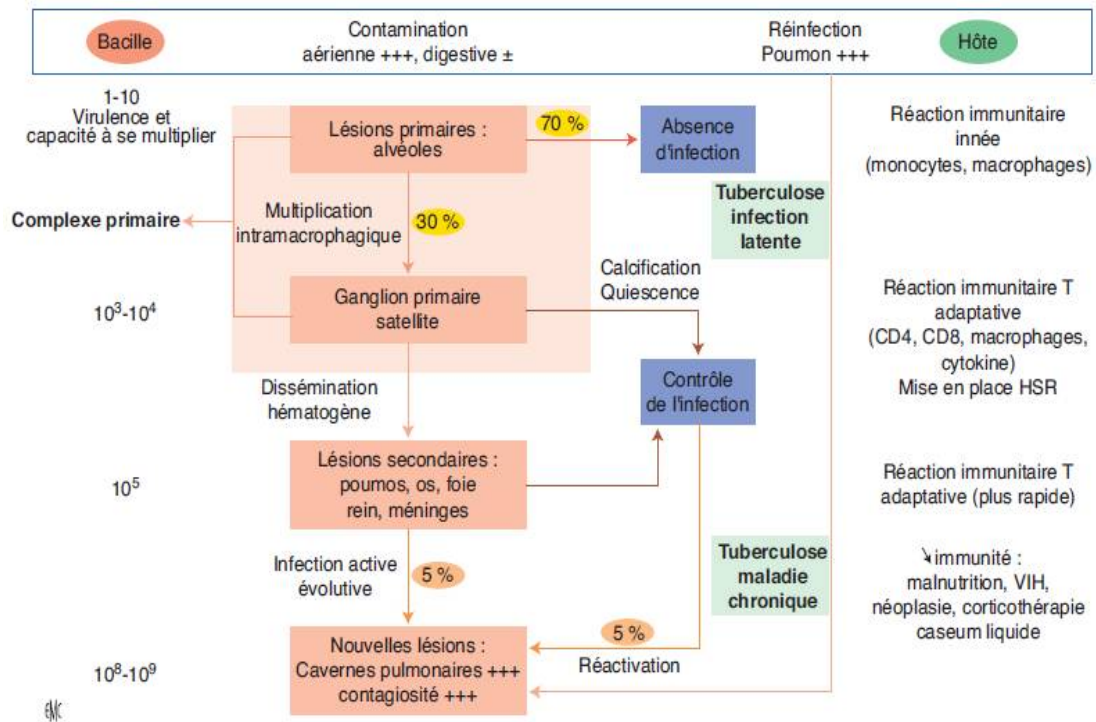 Bacille
Contamination
aérienne +++, digestive ±
Réinfection
Poumon +++
Hôte
1-10
Virulence et
capacité à se multiplier
Lésions primaires :
alvéoles
70 %
Absence
d'infection
Réaction immunitaire
innée
(monocytes, macrophages)
Complexe primaire
Multiplication
intramacrophagique
30 %
Tuberculose
infection
latente
Calcification
Quiescence
10³-10⁴
Ganglion primaire
satellite
Réaction immunitaire T
adaptative
(CD4, CD8, macrophages,
cytokine)
Mise en place HSR
Dissémination
hématogène
Contrôle
de l'infection
10⁵
Lésions secondaires :
poumos, os, foie
rein, méninges
Réaction immunitaire T
adaptative (plus rapide)
Infection active
évolutive
5 %
Tuberculose
maladie
chronique
↘ immunité :
malnutrition, VIH,
néoplasie, corticothérapie
caseum liquide
10⁸-10⁹
Nouvelles lésions :
Cavernes pulmonaires +++
contagiosité +++
5 %
Réactivation
EMC